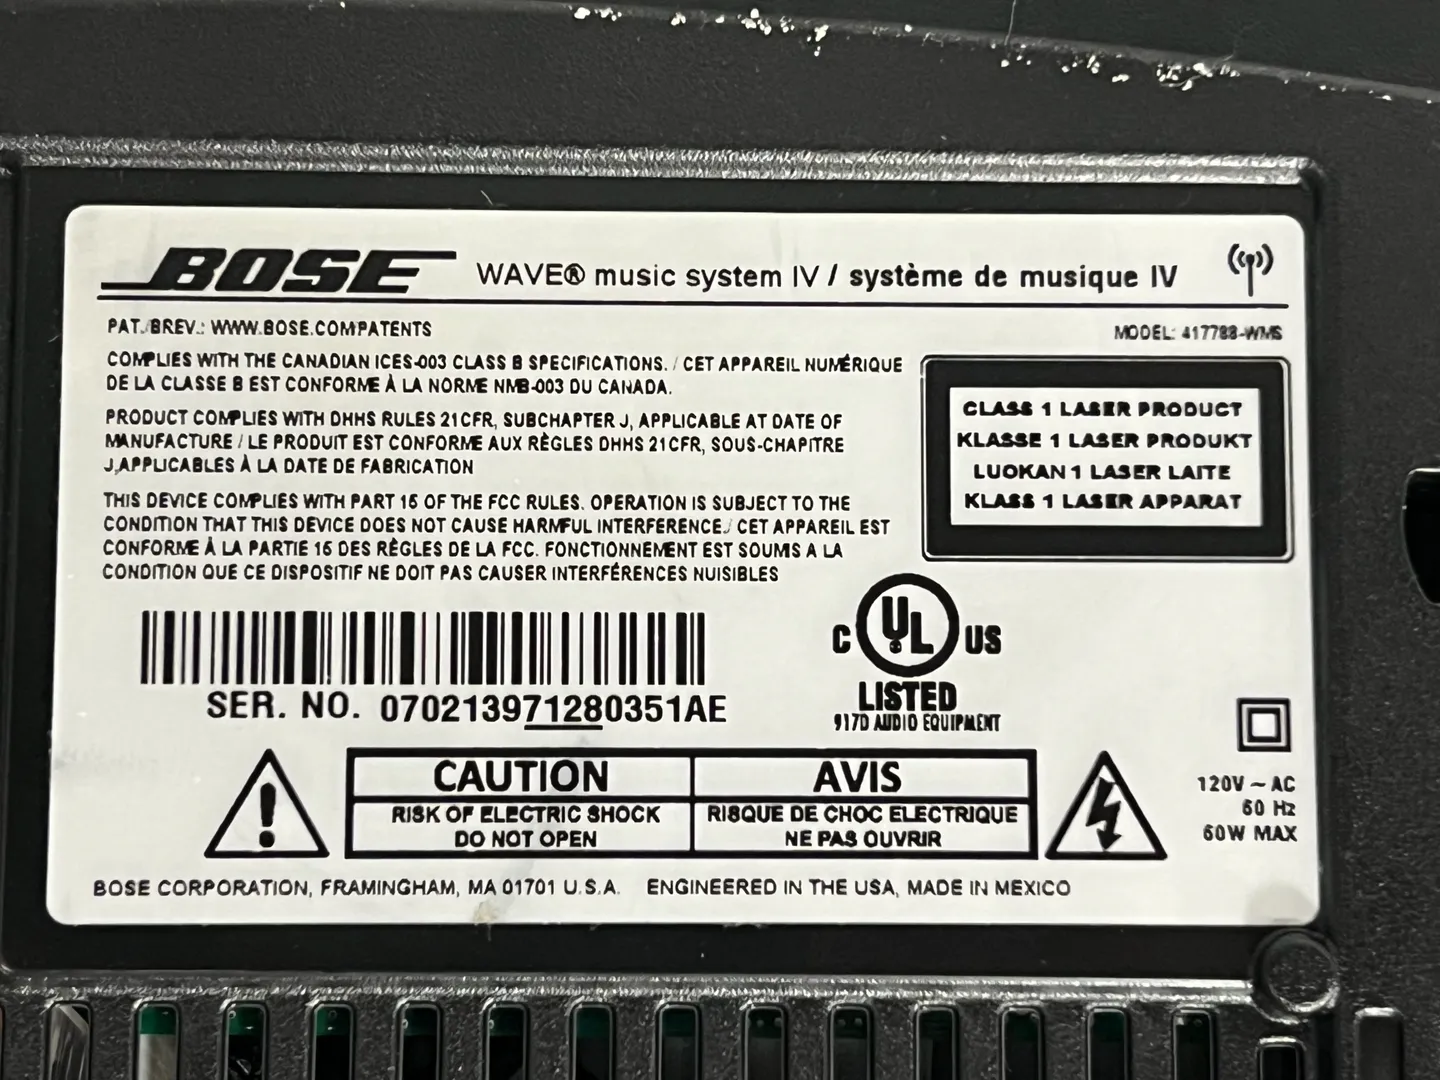 BOSE WAVE® music system IV / système de musique IV
PAT./BREV.: WWW.BOSE.COM/PATENTS
MODEL: 417788-WMS
COMPLIES WITH THE CANADIAN ICES-003 CLASS B SPECIFICATIONS. / CET APPAREIL NUMÉRIQUE
DE LA CLASSE B EST CONFORME À LA NORME NMB-003 DU CANADA.
PRODUCT COMPLIES WITH DHHS RULES 21CFR, SUBCHAPTER J, APPLICABLE AT DATE OF
MANUFACTURE / LE PRODUIT EST CONFORME AUX RÈGLES DHHS 21CFR, SOUS-CHAPITRE
J,APPLICABLES À LA DATE DE FABRICATION
THIS DEVICE COMPLIES WITH PART 15 OF THE FCC RULES. OPERATION IS SUBJECT TO THE
CONDITION THAT THIS DEVICE DOES NOT CAUSE HARMFUL INTERFERENCE./ CET APPAREIL EST
CONFORME À LA PARTIE 15 DES RÈGLES DE LA FCC. FONCTIONNEMENT EST SOUMS A LA
CONDITION QUE CE DISPOSITIF NE DOIT PAS CAUSER INTERFÉRENCES NUISIBLES
CLASS 1 LASER PRODUCT
KLASSE 1 LASER PRODUKT
LUOKAN 1 LASER LAITE
KLASS 1 LASER APPARAT
SER. NO. 070213971280351AE
C UL US
LISTED
917D AUDIO EQUIPMENT
CAUTION
RISK OF ELECTRIC SHOCK
DO NOT OPEN
AVIS
RISQUE DE CHOC ELECTRIQUE
NE PAS OUVRIR
120V ~ AC
60 Hz
60W MAX
BOSE CORPORATION, FRAMINGHAM, MA 01701 U.S.A. ENGINEERED IN THE USA, MADE IN MEXICO